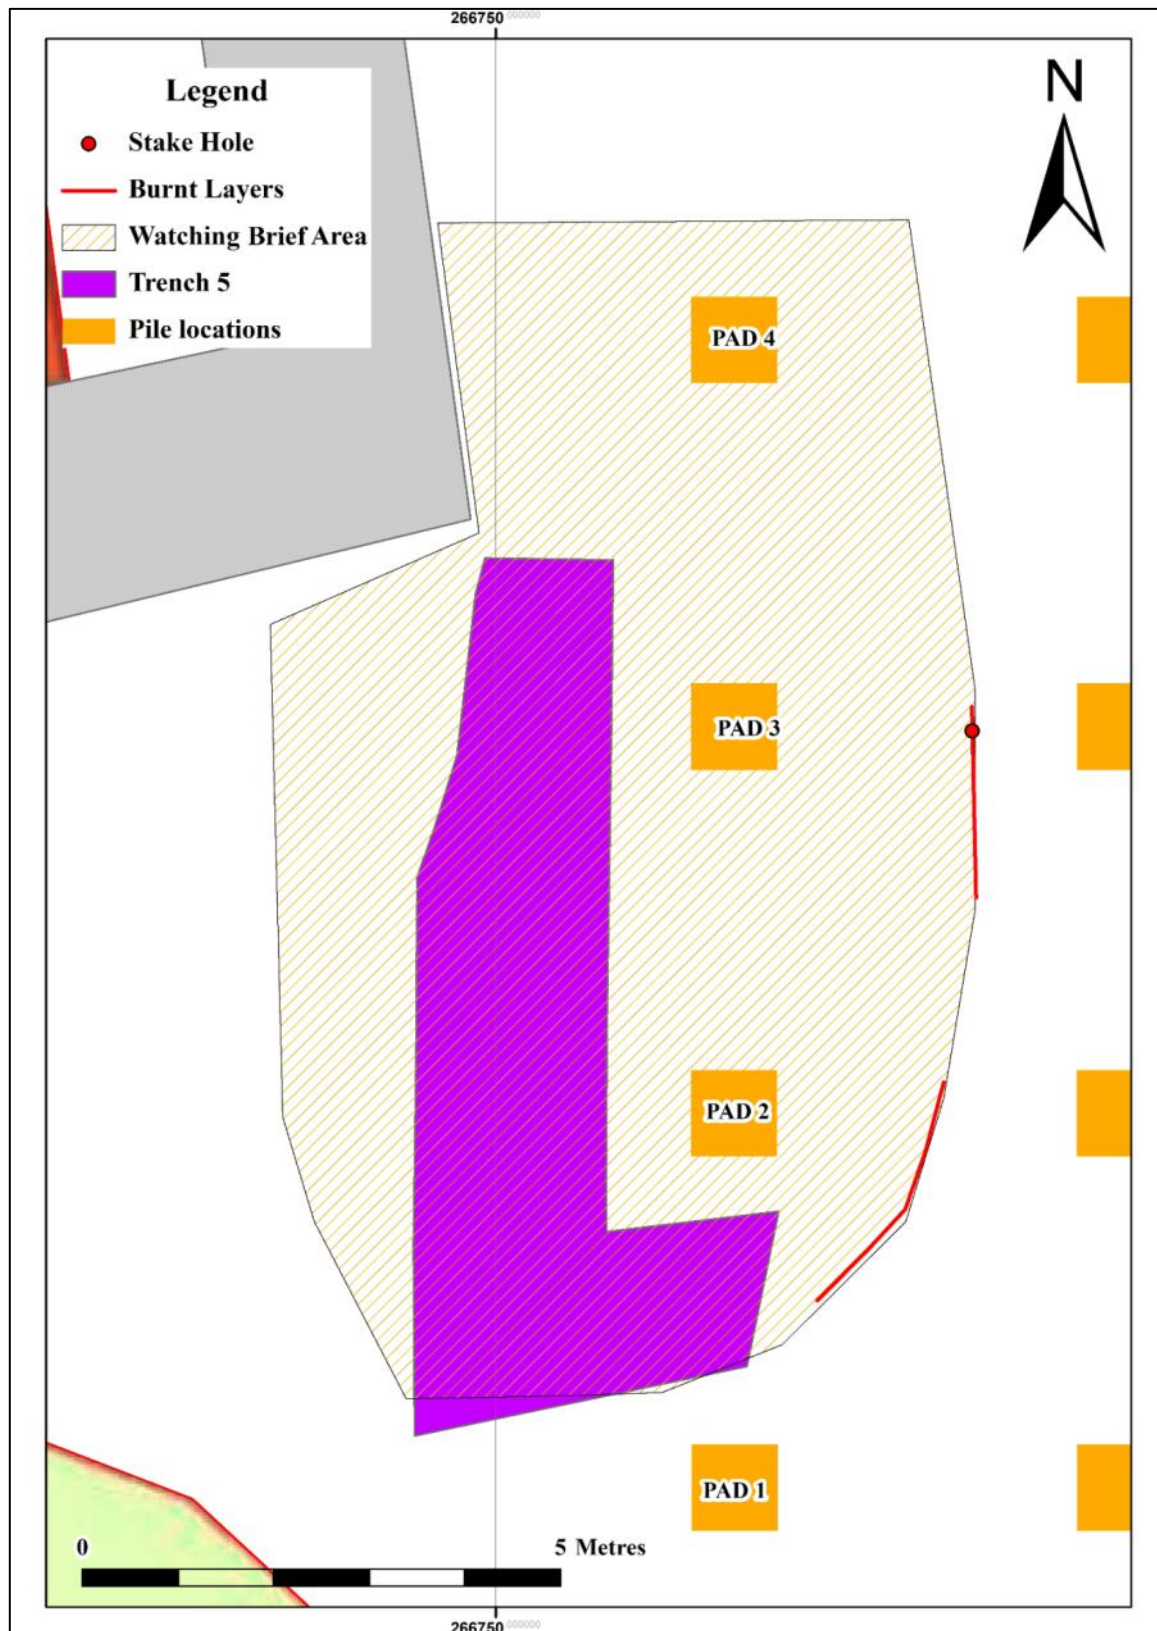 266750.000000
Legend
Stake Hole
Burnt Layers
Watching Brief Area
Trench 5
Pile locations
N
PAD 4
PAD 3
PAD 2
PAD 1
0 5 Metres
266750.000000